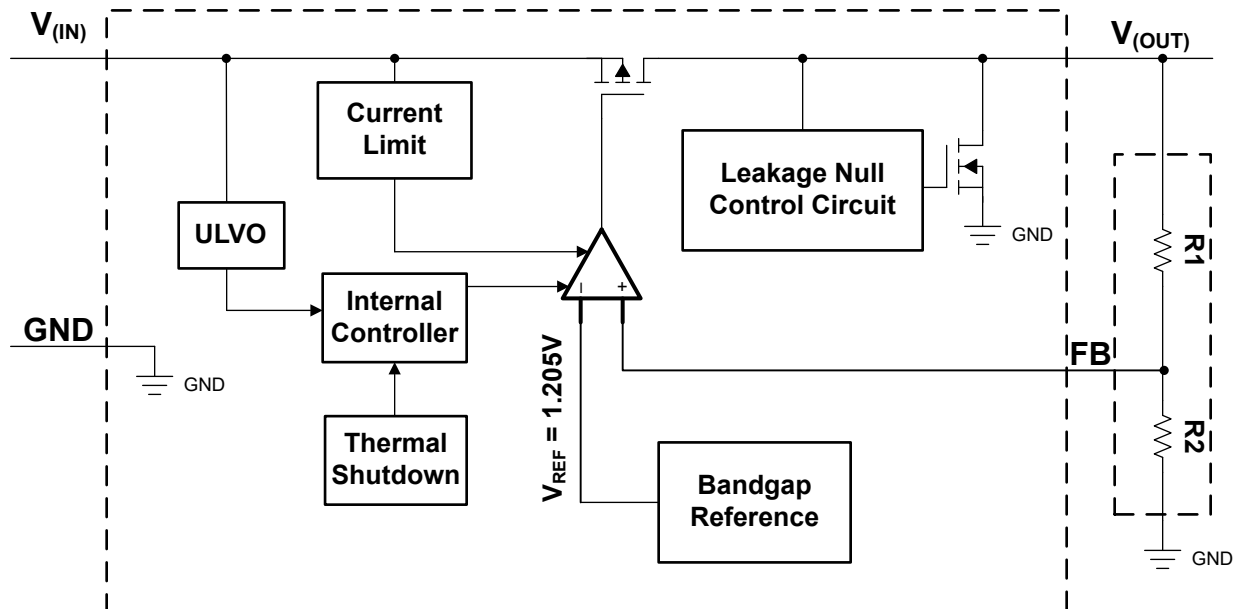 V(IN)
V(OUT)
Current
Limit
Leakage Null
Control Circuit
GND
R1
ULVO
Internal
Controller
- +
GND
GND
FB
VREF = 1.205V
Thermal
Shutdown
Bandgap
Reference
R2
GND